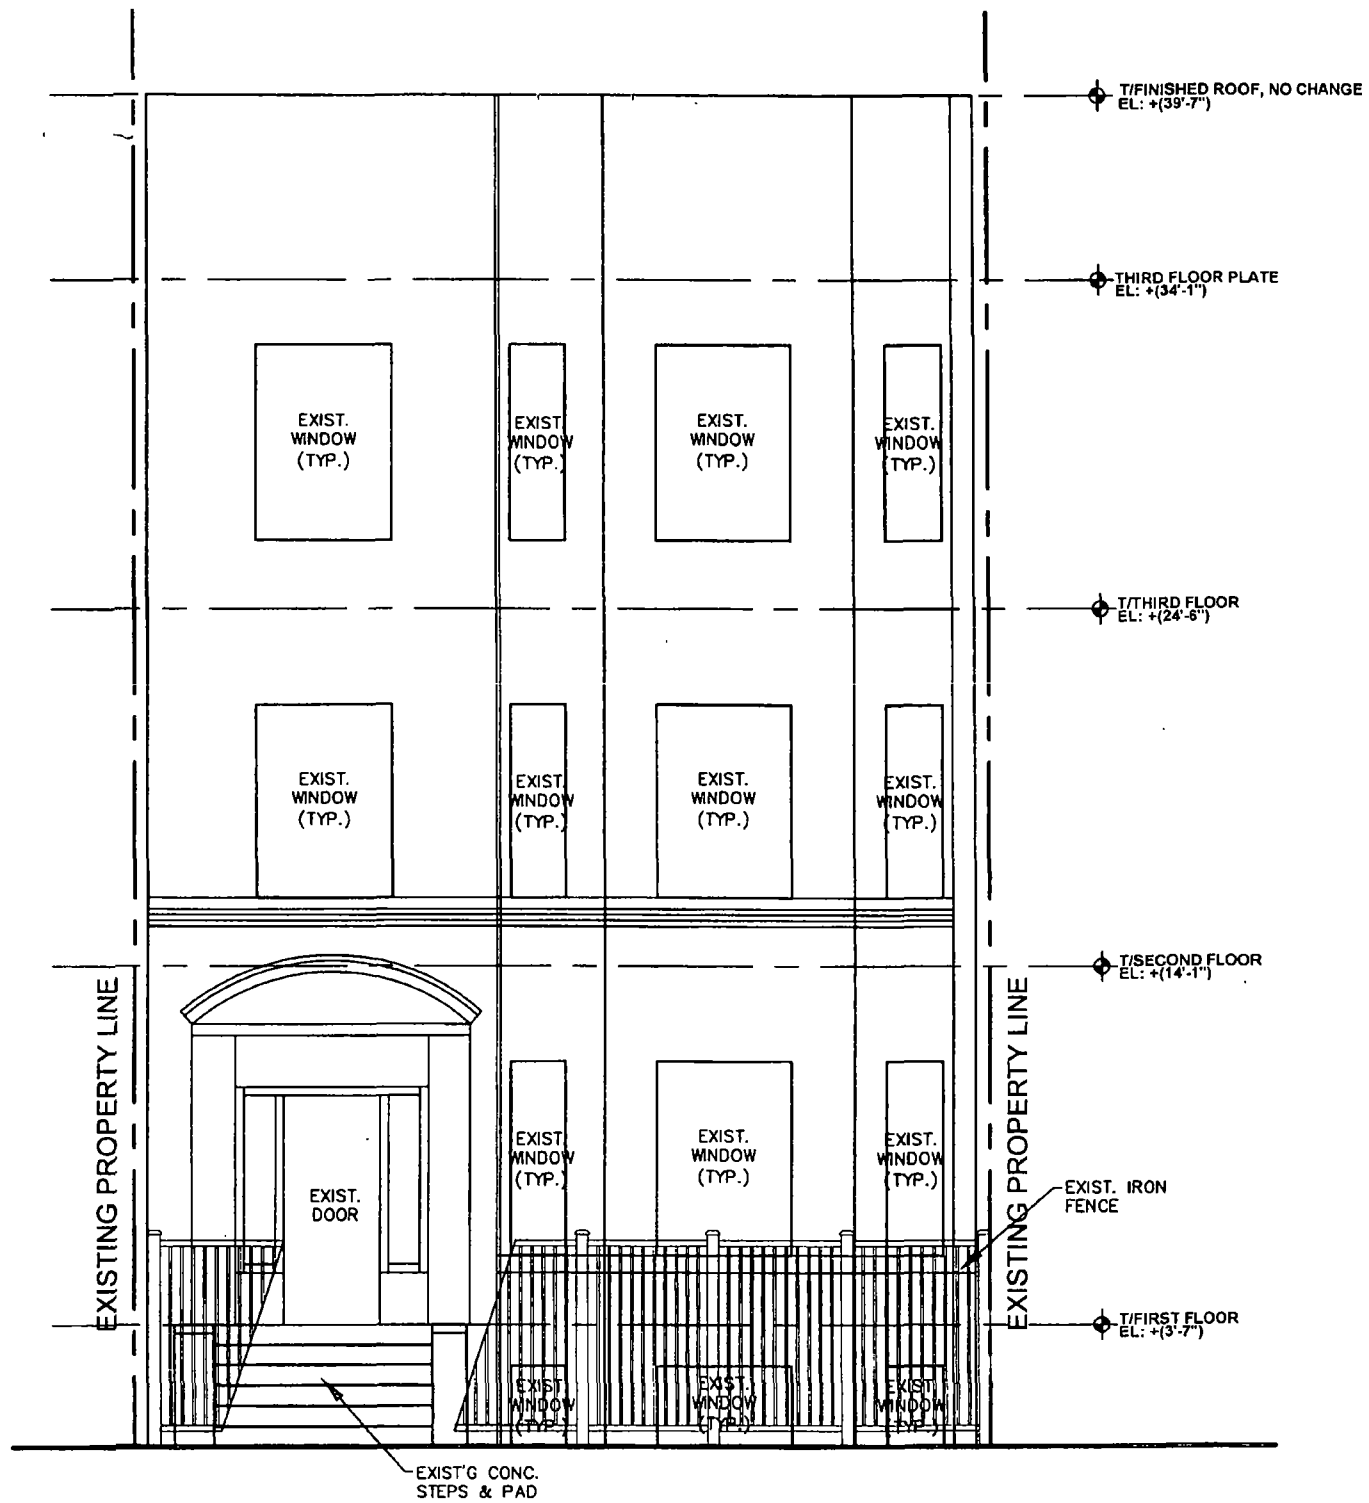 T/FINISHED ROOF, NO CHANGE
EL: +(39'-7")
THIRD FLOOR PLATE
EL: +(34'-1")
EXIST.
WINDOW
(TYP.)
EXIST.
WINDOW
(TYP.)
EXIST.
WINDOW
(TYP.)
EXIST.
WINDOW
(TYP.)
T/THIRD FLOOR
EL: +(24'-6")
EXIST.
WINDOW
(TYP.)
EXIST.
WINDOW
(TYP.)
EXIST.
WINDOW
(TYP.)
EXIST.
WINDOW
(TYP.)
T/SECOND FLOOR
EL: +(14'-1")
EXISTING PROPERTY LINE
EXISTING PROPERTY LINE
EXIST.
WINDOW
(TYP.)
EXIST.
WINDOW
(TYP.)
EXIST.
WINDOW
(TYP.)
EXIST.
DOOR
EXIST. IRON
FENCE
T/FIRST FLOOR
EL: +(3'-7")
EXIST.
WINDOW
(TYP.)
EXIST.
WINDOW
(TYP.)
EXIST.
WINDOW
(TYP.)
EXIST'G CONC.
STEPS & PAD